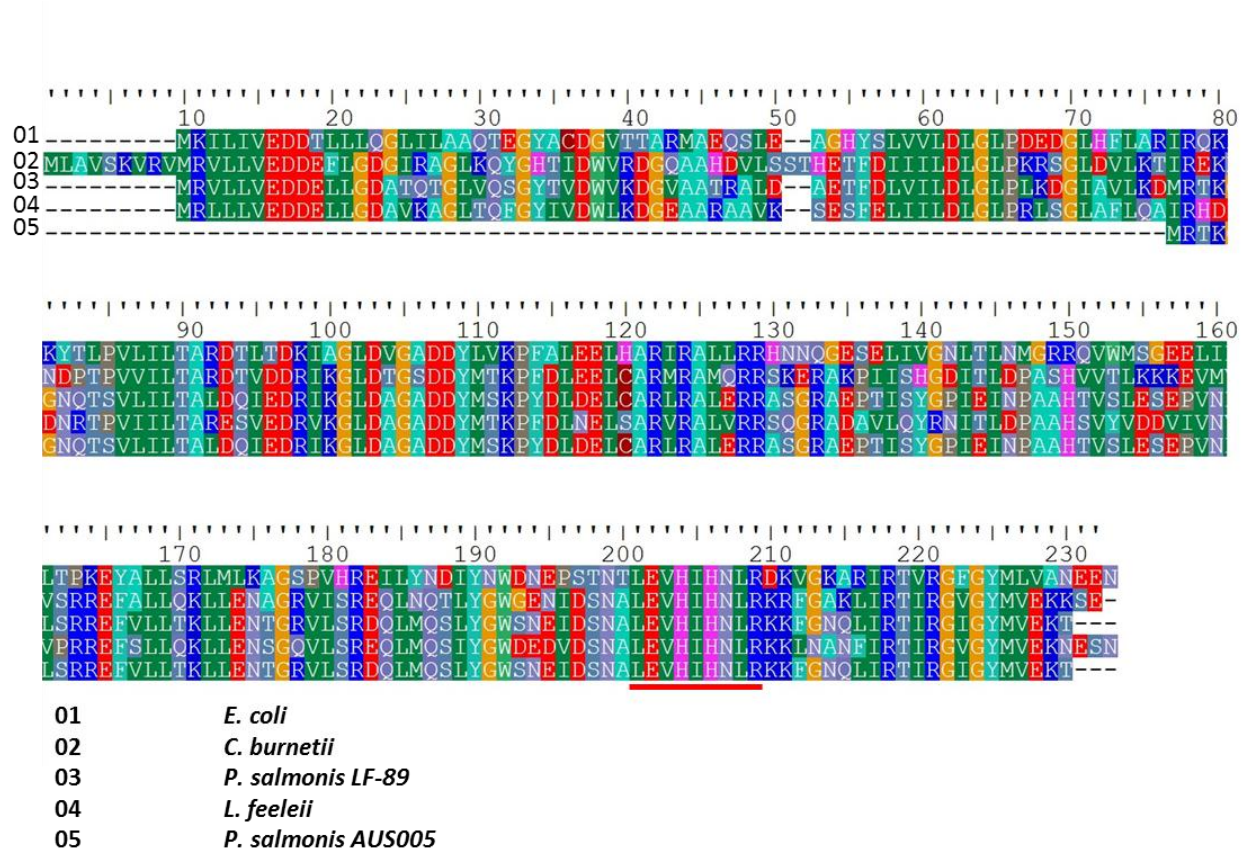 10 20 30 40 50 60 70 80
01 ---------MKILIVEDDTLLLQGLILAAQTEGYACDGVTTARMAEQSLE--AGHYSLVVLDLGLPDEDGLHFLARIRQK
02 MLAVSKVRVMRVLLVEDDEFLGDGIRAGLKQYGHTIDWVRDGQAAHDVLSSTHETFDIIILDLGLPKRSGLDVLKTIREK
03 ---------MRVLLVEDDELLGDATQTGLVQSGYTVDWVKDGVAATRALD--AETFDLVILDLGLPLKDGIAVLKDMRTK
04 ---------MRLLLVEDDELLGDAVKAGLTQFGYIVDWLKDGEAARAAVK--SESFELIILDLGLPRLSGLAFLQAIRHD
05 ----------------------------------------------------------------------------MRTK
90 100 110 120 130 140 150 160
KYTLPVLILTARDTLTDKIAGLDVGADDYLVKPFALEELHARIRALLRRHNNQGESELIVGNLTLNMGRRQVWMSGEELI
NDPTPVVILTARDTVDDRIKGLDTGSDDYMTKPFDLEELCARMRAMQRRSKERAKPIISHGDITLDPASHVVTLKKKEVM
GNQTSVLILTALDQIEDRIKGLDAGADDYMSKPYDLDELCARLRALERRASGRAEPTISYGPIEINPAAHTVSLESEPVN
DNRTPVIILTARESVEDRVKGLDAGADDYMTKPFDLNELSARVRALVRRSQGRADAVLQYRNITLDPAAHSVYVDDVIVN
GNQTSVLILTALDQIEDRIKGLDAGADDYMSKPYDLDELCARLRALERRASGRAEPTISYGPIEINPAAHTVSLESEPVN
170 180 190 200 210 220 230
LTPKEYALLSRLMLKAGSPVHREILYNDIYNWDNEPSTNTLEVHIHNLRDKVGKARIRTVRGFGYMLVANEEN
VSRREFALLQKLLENAGRVISREQLNQTLYGWGENIDSNALEVHIHNLRKRFGAKLIRTIRGVGYMVEKKSE-
LSRREFVLLTKLLENTGRVLSRDQLMQSLYGWSNEIDSNALEVHIHNLRKKFGNQLIRTIRGIGYMVEKT---
VPRREFSLLQKLLENSGQVLSREQLMQSIYGWDEDVDSNALEVHIHNLRKKLNANFIRTIRGVGYMVEKNESN
LSRREFVLLTKLLENTGRVLSRDQLMQSLYGWSNEIDSNALEVHIHNLRKKFGNQLIRTIRGIGYMVEKT---
01 E. coli
02 C. burnetii
03 P. salmonis LF-89
04 L. feeleii
05 P. salmonis AUS005